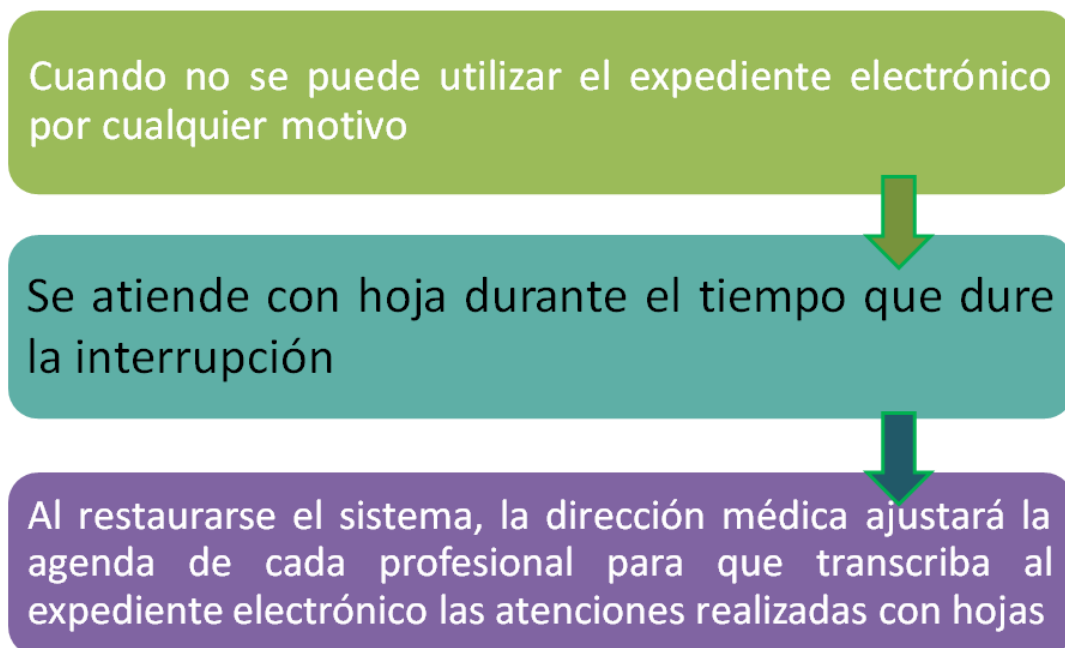 Cuando no se puede utilizar el expediente electrónico
por cualquier motivo
Se atiende con hoja durante el tiempo que dure
la interrupción
Al restaurarse el sistema, la dirección médica ajustará la
agenda de cada profesional para que transcriba al
expediente electrónico las atenciones realizadas con hojas